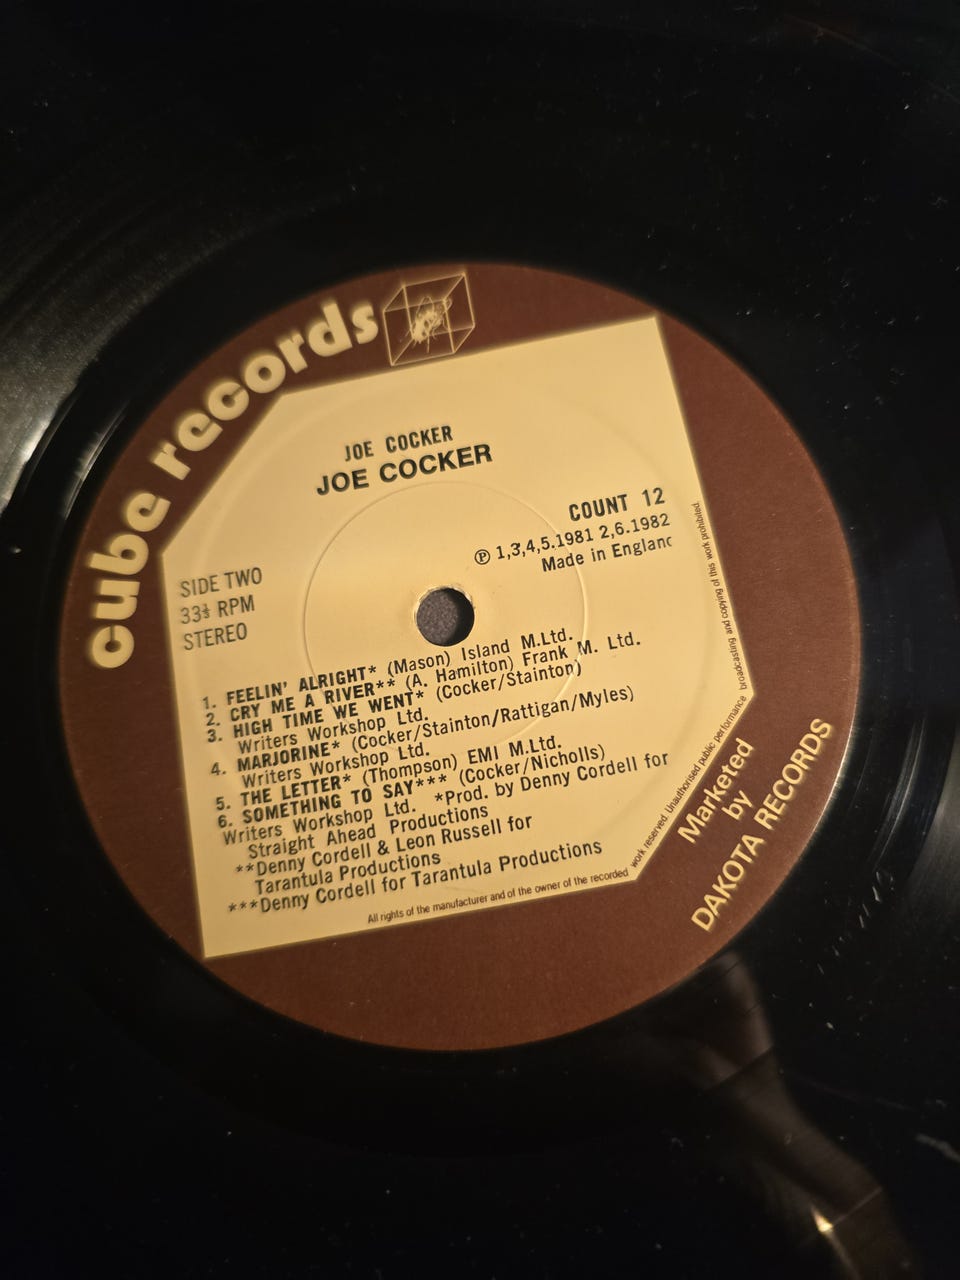 cube records
JOE COCKER
JOE COCKER
COUNT 12
℗ 1,3,4,5.1981 2,6.1982
Made in England
SIDE TWO
33⅓ RPM
STEREO
1. FEELIN' ALRIGHT* (Mason) Island M.Ltd.
2. CRY ME A RIVER** (A. Hamilton) Frank M. Ltd.
3. HIGH TIME WE WENT* (Cocker/Stainton)
Writers Workshop Ltd.
4. MARJORINE* (Cocker/Stainton/Rattigan/Myles)
Writers Workshop Ltd.
5. THE LETTER* (Thompson) EMI M.Ltd.
6. SOMETHING TO SAY*** (Cocker/Nicholls)
Writers Workshop Ltd. *Prod. by Denny Cordell for
Straight Ahead Productions
**Denny Cordell & Leon Russell for
Tarantula Productions
***Denny Cordell for Tarantula Productions
All rights of the manufacturer and of the owner of the recorded work reserved. Unauthorised public performance broadcasting and copying of this work prohibited.
Marketed
by
DAKOTA RECORDS